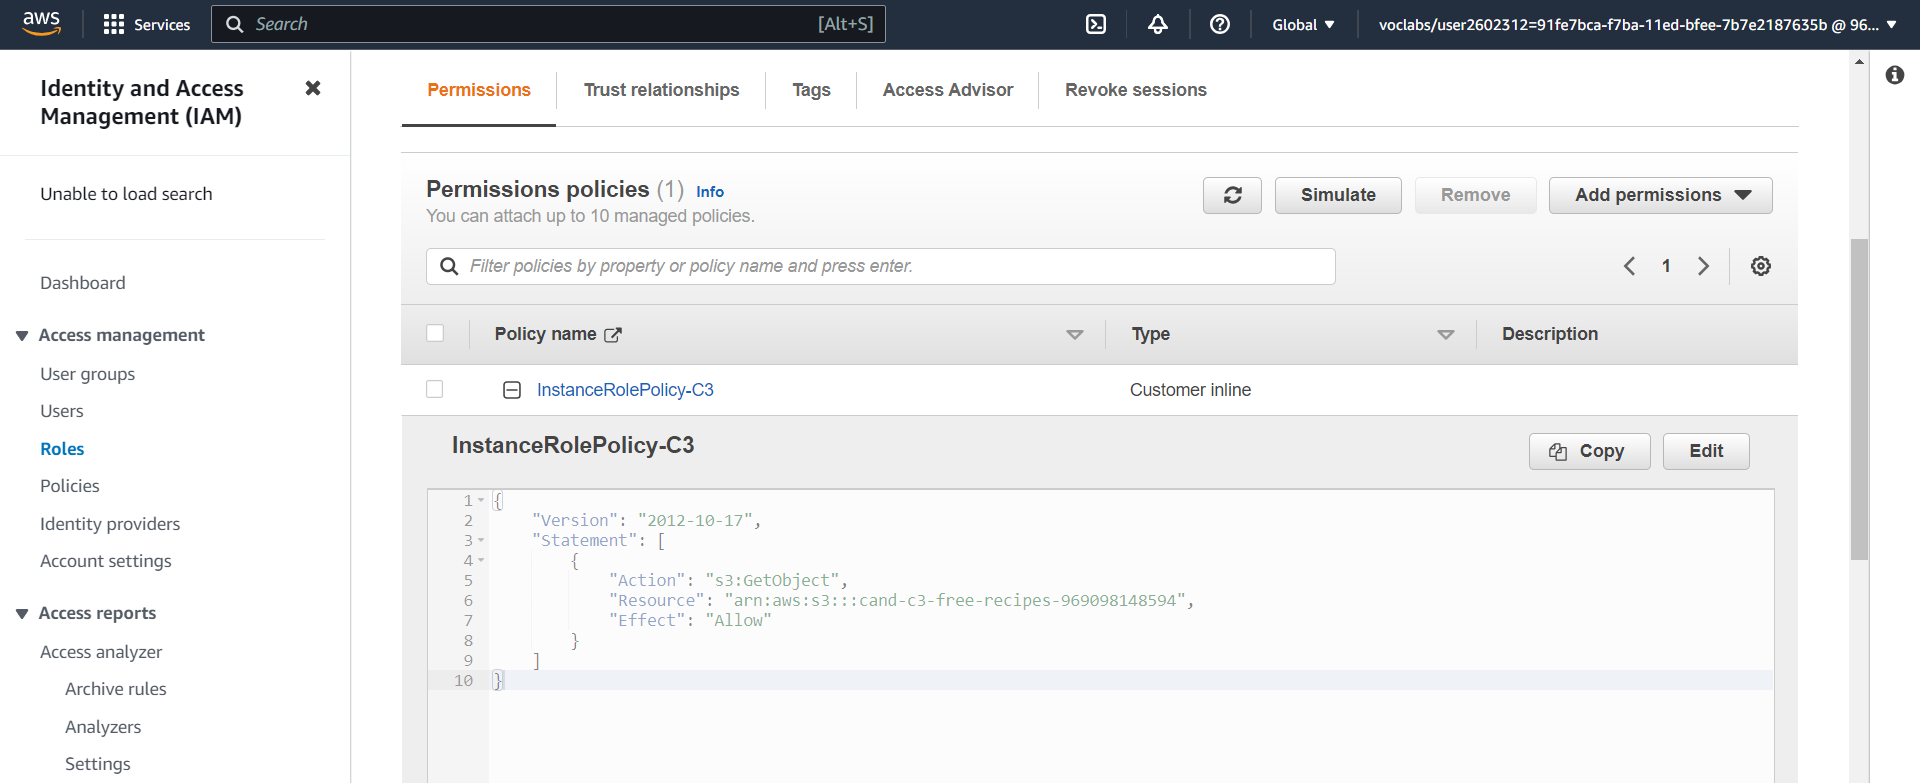 aws
Services
Search
[Alt+S]
Global
voclabs/user2602312=91fe7bca-f7ba-11ed-bfee-7b7e2187635b @ 96...
Identity and Access
Management (IAM)
Unable to load search
Dashboard
Access management
User groups
Users
Roles
Policies
Identity providers
Account settings
Access reports
Access analyzer
Archive rules
Analyzers
Settings
Permissions
Trust relationships
Tags
Access Advisor
Revoke sessions
Permissions policies (1) Info
You can attach up to 10 managed policies.
Simulate
Remove
Add permissions
Filter policies by property or policy name and press enter.
1
Policy name
Type
Description
InstanceRolePolicy-C3
Customer inline
InstanceRolePolicy-C3
Copy
Edit
1 {
2 "Version": "2012-10-17",
3 "Statement": [
4 {
5 "Action": "s3:GetObject",
6 "Resource": "arn:aws:s3:::cand-c3-free-recipes-969098148594",
7 "Effect": "Allow"
8 }
9 ]
10 }